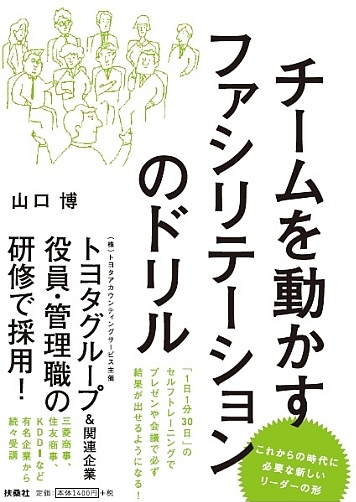 チームを動かす
ファシリテーション
のドリル
山口 博
「1日1分30日」の
セルフトレーニングで
プレゼンや会議で必ず
結果が出せるようになる!
(株)トヨタアカウンティングサービス主催
トヨタグループ&関連企業
役員・管理職の
研修で採用!
三菱商事、
住友商事、
KDDIなど
有名企業から
続々受講
これからの時代に
必要な新しい
リーダーの形
扶桑社 定価:本体1400円+税